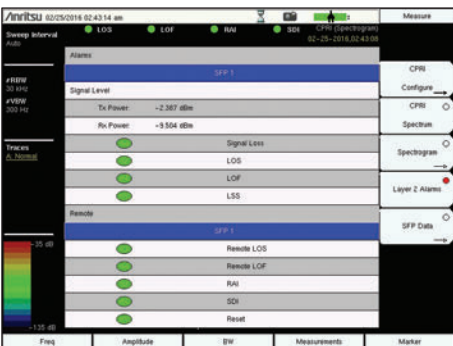 Anritsu 02/25/2016 02:43:14 am
Measure
Sweep Interval
Auto
LOS LOF RAI SDI
CPRI (Spectrogram)
02-25-2016,02:43:08
#RBW
30 kHz
#VBW
300 Hz
Traces
A: Normal
-35 dB
-135 dB
Alarms
SFP 1
Signal Level
Tx Power: -2.387 dBm
Rx Power: -9.504 dBm
Signal Loss
LOS
LOF
LSS
Remote
SFP 1
Remote LOS
Remote LOF
RAI
SDI
Reset
CPRI
Configure
CPRI
Spectrum
Spectrogram
Layer 2 Alarms
SFP Data
Freq Amplitude BW Measurements Marker